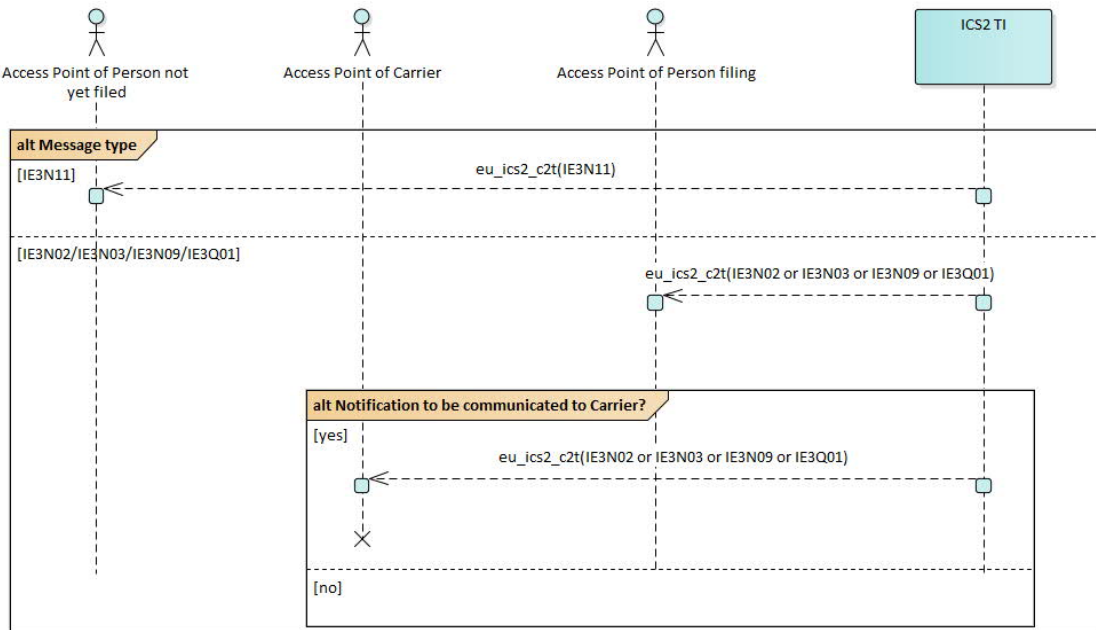 ICS2 TI
Access Point of Person not
yet filed
Access Point of Carrier
Access Point of Person filing
alt Message type
[IE3N11]
eu_ics2_c2t(IE3N11)
[IE3N02/IE3N03/IE3N09/IE3Q01]
eu_ics2_c2t(IE3N02 or IE3N03 or IE3N09 or IE3Q01)
alt Notification to be communicated to Carrier?
[yes]
eu_ics2_c2t(IE3N02 or IE3N03 or IE3N09 or IE3Q01)
[no]